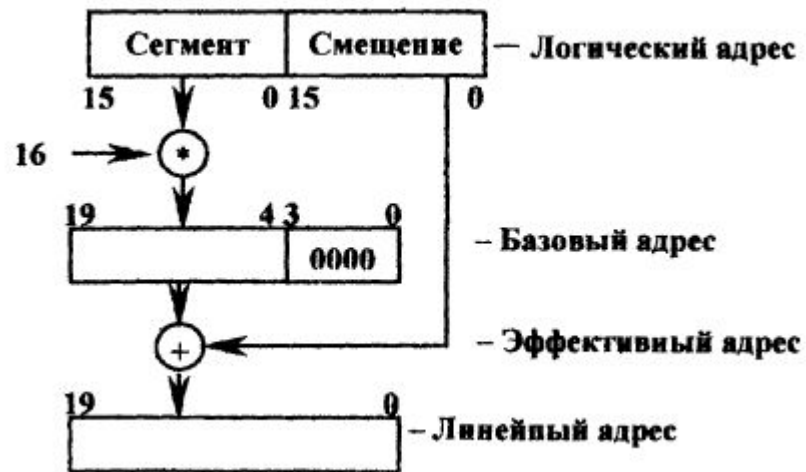 Сегмент Смещение – Логический адрес
15 0 15 0
16 *
19 4 3 0
0000 – Базовый адрес
+ – Эффективный адрес
19 0
– Линейпый адрес